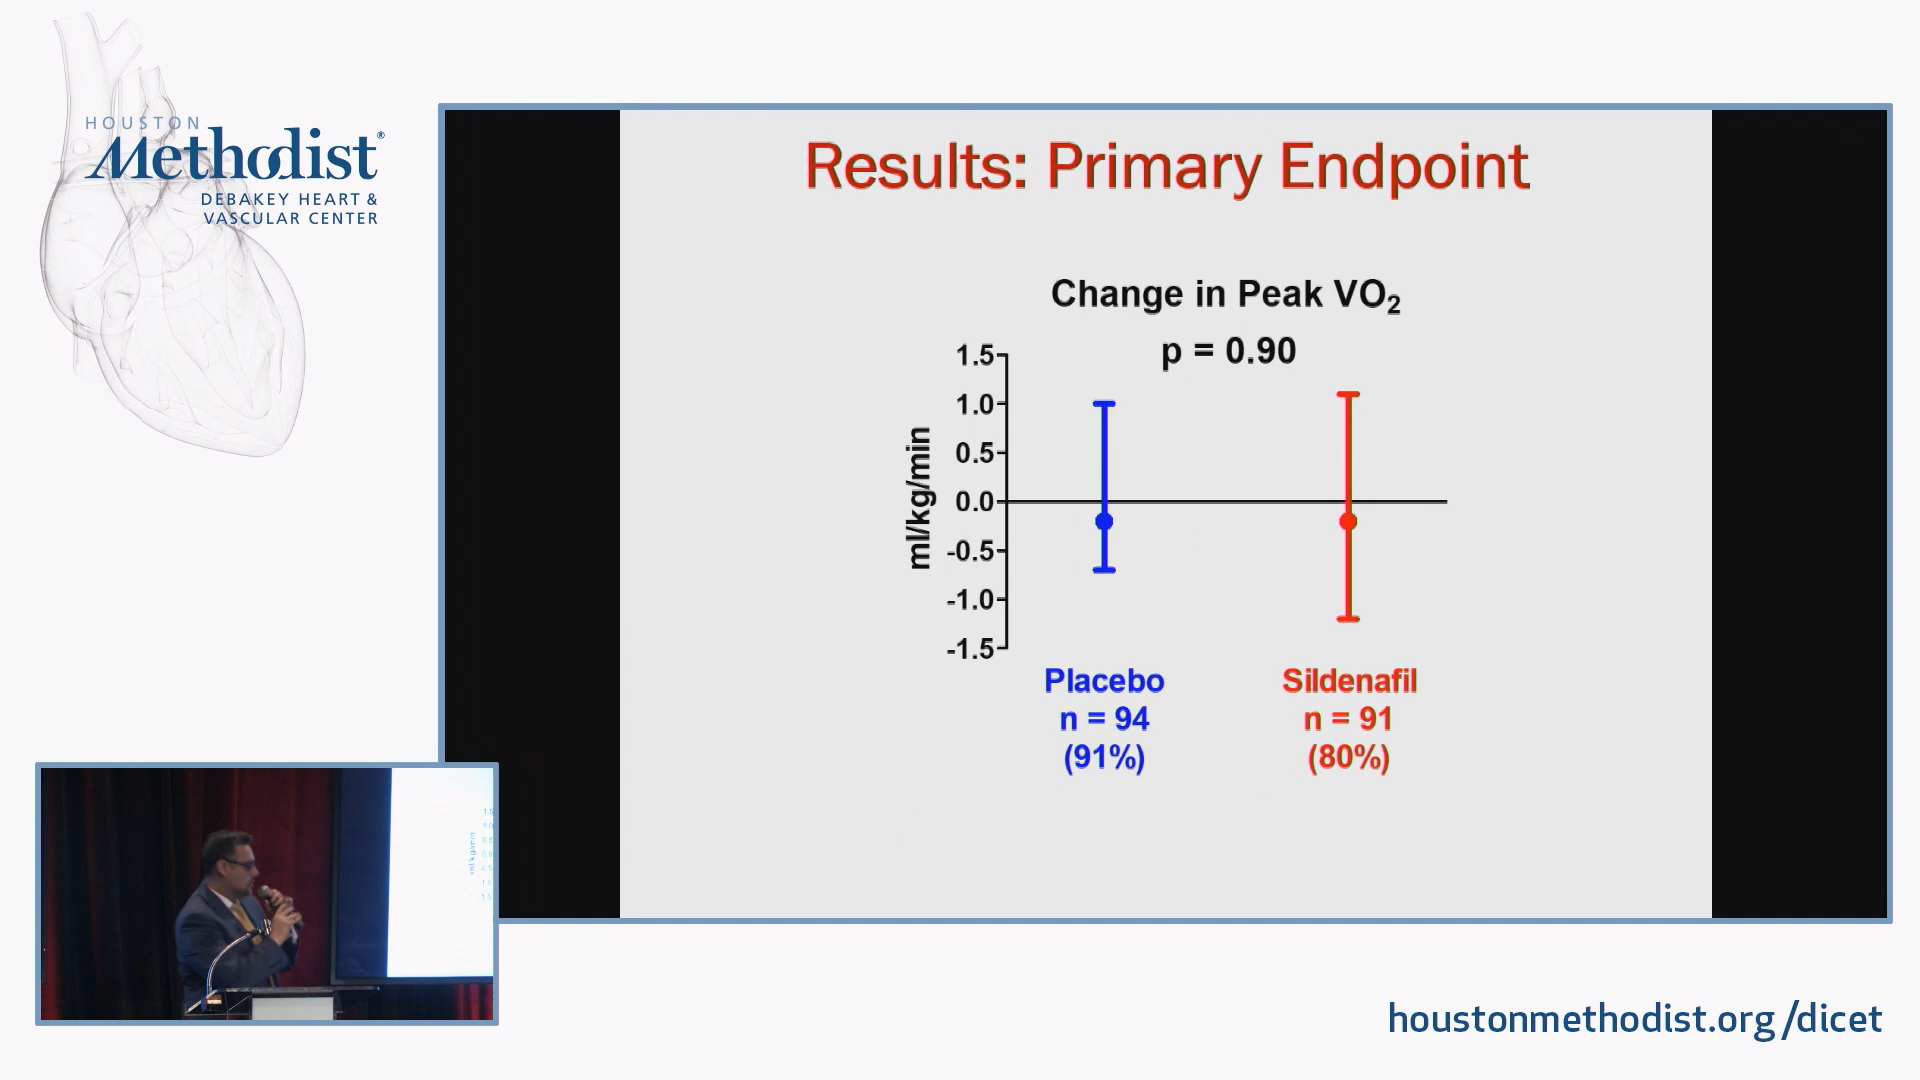 HOUSTON
Methodist®
DEBAKEY HEART &
VASCULAR CENTER
Results: Primary Endpoint
Change in Peak VO₂
p = 0.90
1.5
1.0
0.5
0.0
-0.5
-1.0
-1.5
ml/kg/min
Placebo
n = 94
(91%)
Sildenafil
n = 91
(80%)
houstonmethodist.org/dicet